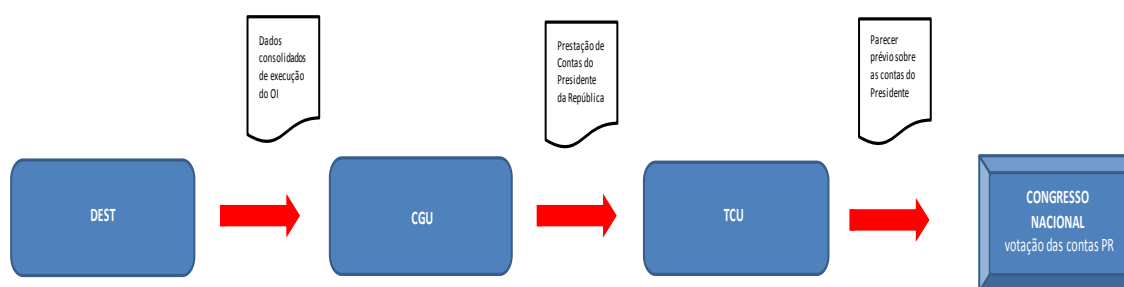 Dados
consolidados
de execução
do OI
Prestação de
Contas do
Presidente
da República
Parecer
prévio sobre
as contas do
Presidente
DEST
CGU
TCU
CONGRESSO
NACIONAL
votação das contas PR